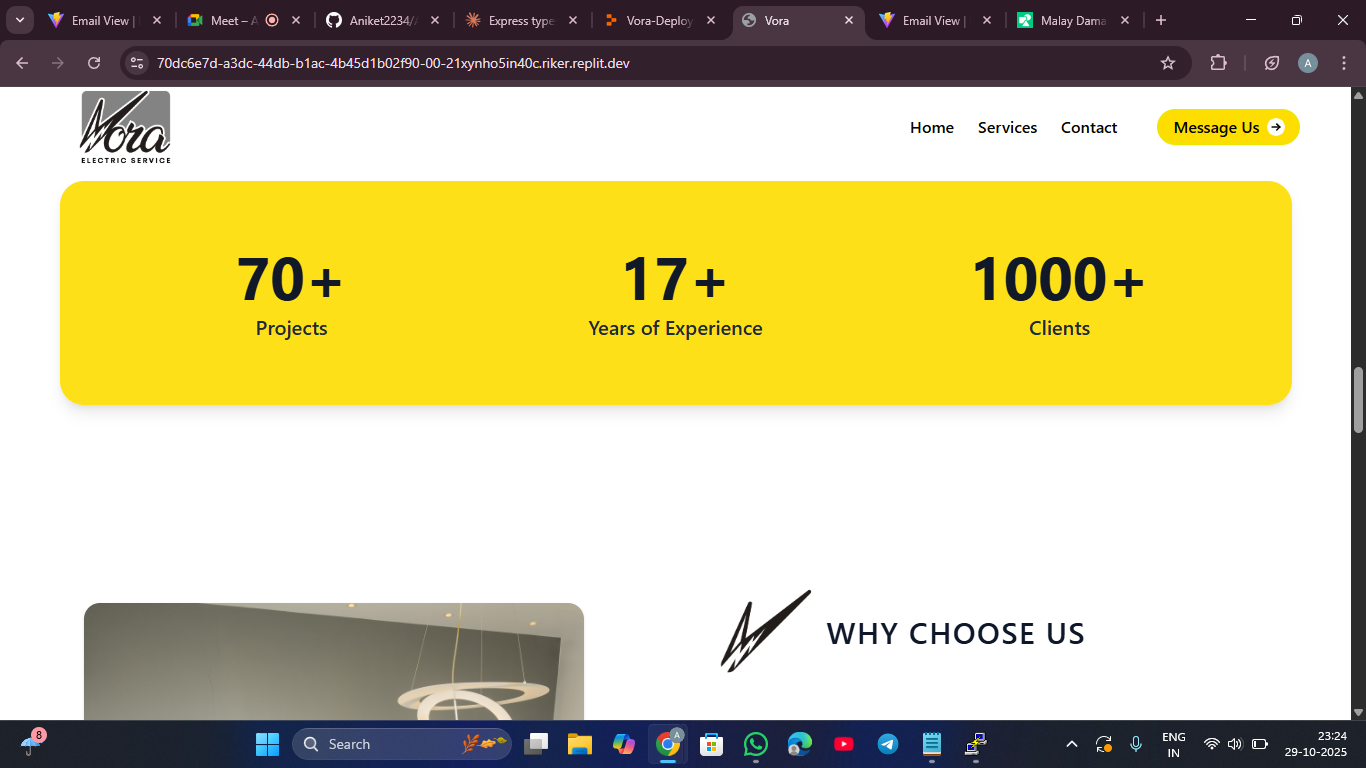 Email View |
Meet – A
Aniket2234/A
Express type
Vora-Deploy
Vora
Email View |
Malay Dama
70dc6e7d-a3dc-44db-b1ac-4b45d1b02f90-00-21xynho5in40c.riker.replit.dev
A
Vora
ELECTRIC SERVICE
Home
Services
Contact
Message Us
70+
Projects
17+
Years of Experience
1000+
Clients
WHY CHOOSE US
8
Search
A
ENG
IN
23:24
29-10-2025